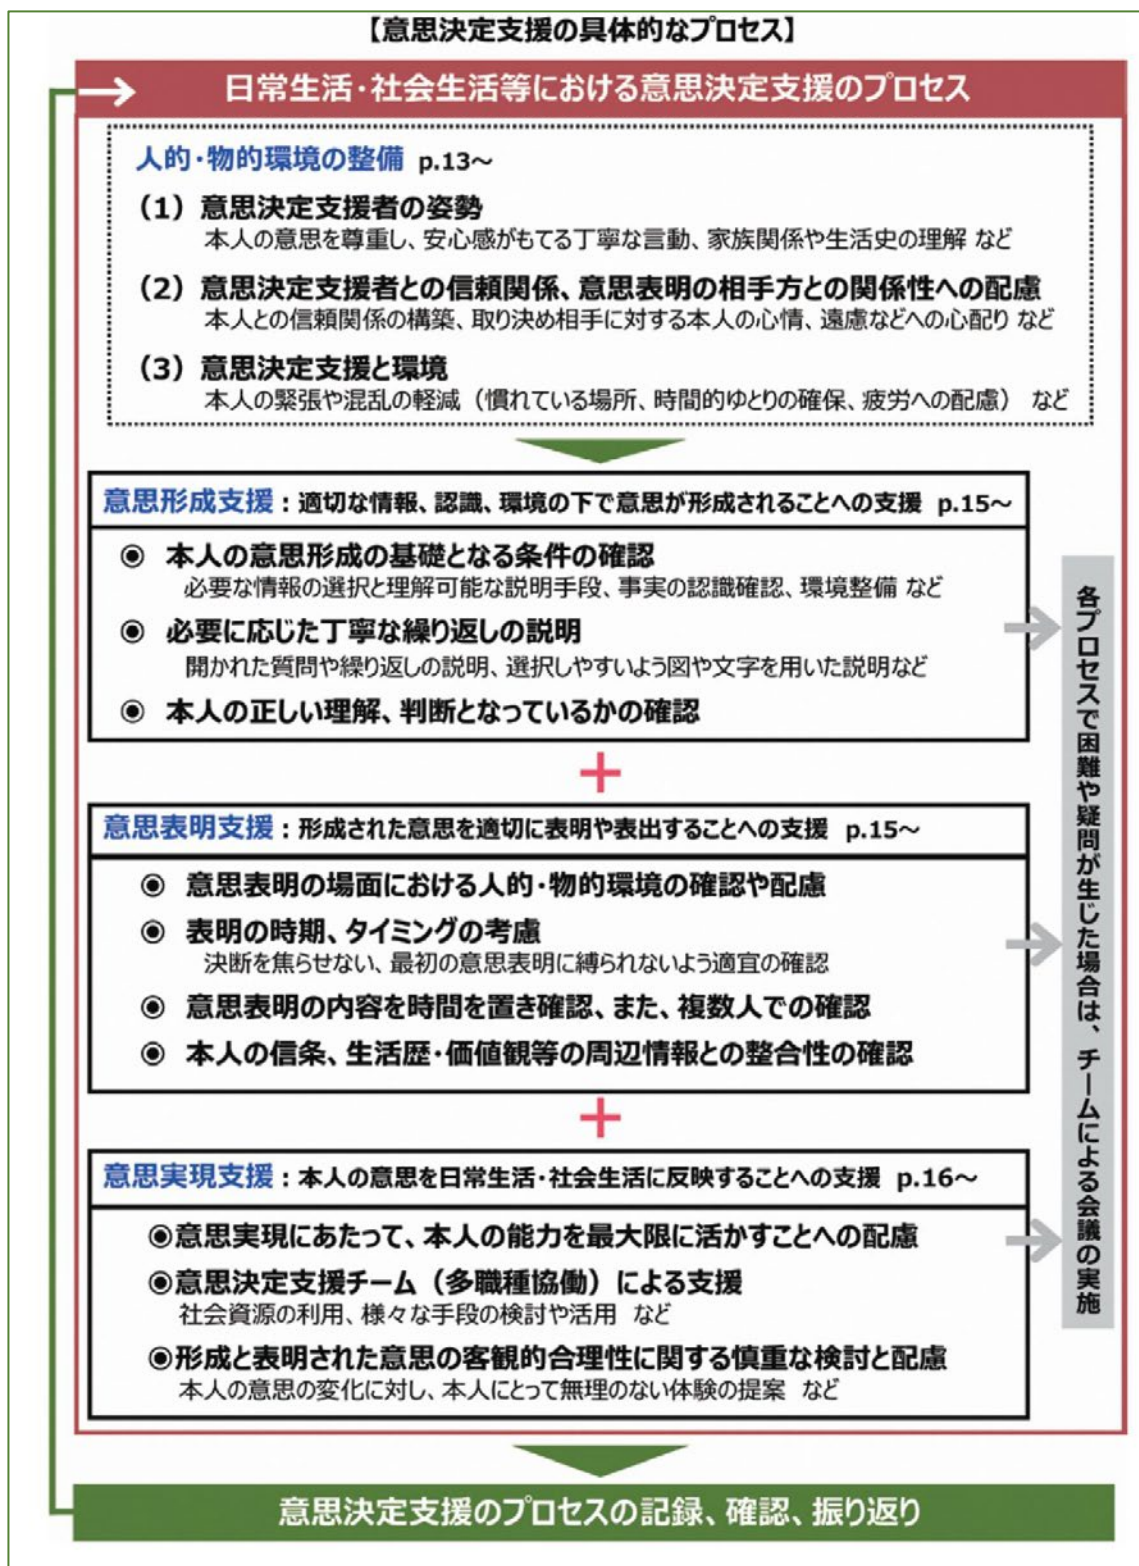 【意思決定支援の具体的なプロセス】
日常生活・社会生活等における意思決定支援のプロセス
人的・物的環境の整備 p.13～
（1）意思決定支援者の姿勢
本人の意思を尊重し、安心感がもてる丁寧な言動、家族関係や生活史の理解 など
（2）意思決定支援者との信頼関係、意思表明の相手方との関係性への配慮
本人との信頼関係の構築、取り決め相手に対する本人の心情、遠慮などへの心配り など
（3）意思決定支援と環境
本人の緊張や混乱の軽減（慣れている場所、時間的ゆとりの確保、疲労への配慮） など
意思形成支援：適切な情報、認識、環境の下で意思が形成されることへの支援 p.15～
◉ 本人の意思形成の基礎となる条件の確認
必要な情報の選択と理解可能な説明手段、事実の認識確認、環境整備 など
◉ 必要に応じた丁寧な繰り返しの説明
開かれた質問や繰り返しの説明、選択しやすいよう図や文字を用いた説明など
◉ 本人の正しい理解、判断となっているかの確認
＋
意思表明支援：形成された意思を適切に表明や表出することへの支援 p.15～
◉ 意思表明の場面における人的・物的環境の確認や配慮
◉ 表明の時期、タイミングの考慮
決断を焦らせない、最初の意思表明に縛られないよう適宜の確認
◉ 意思表明の内容を時間を置き確認、また、複数人での確認
◉ 本人の信条、生活歴・価値観等の周辺情報との整合性の確認
＋
意思実現支援：本人の意思を日常生活・社会生活に反映することへの支援 p.16～
◉意思実現にあたって、本人の能力を最大限に活かすことへの配慮
◉意思決定支援チーム（多職種協働）による支援
社会資源の利用、様々な手段の検討や活用 など
◉形成と表明された意思の客観的合理性に関する慎重な検討と配慮
本人の意思の変化に対し、本人にとって無理のない体験の提案 など
各プロセスで困難や疑問が生じた場合は、チームによる会議の実施
意思決定支援のプロセスの記録、確認、振り返り